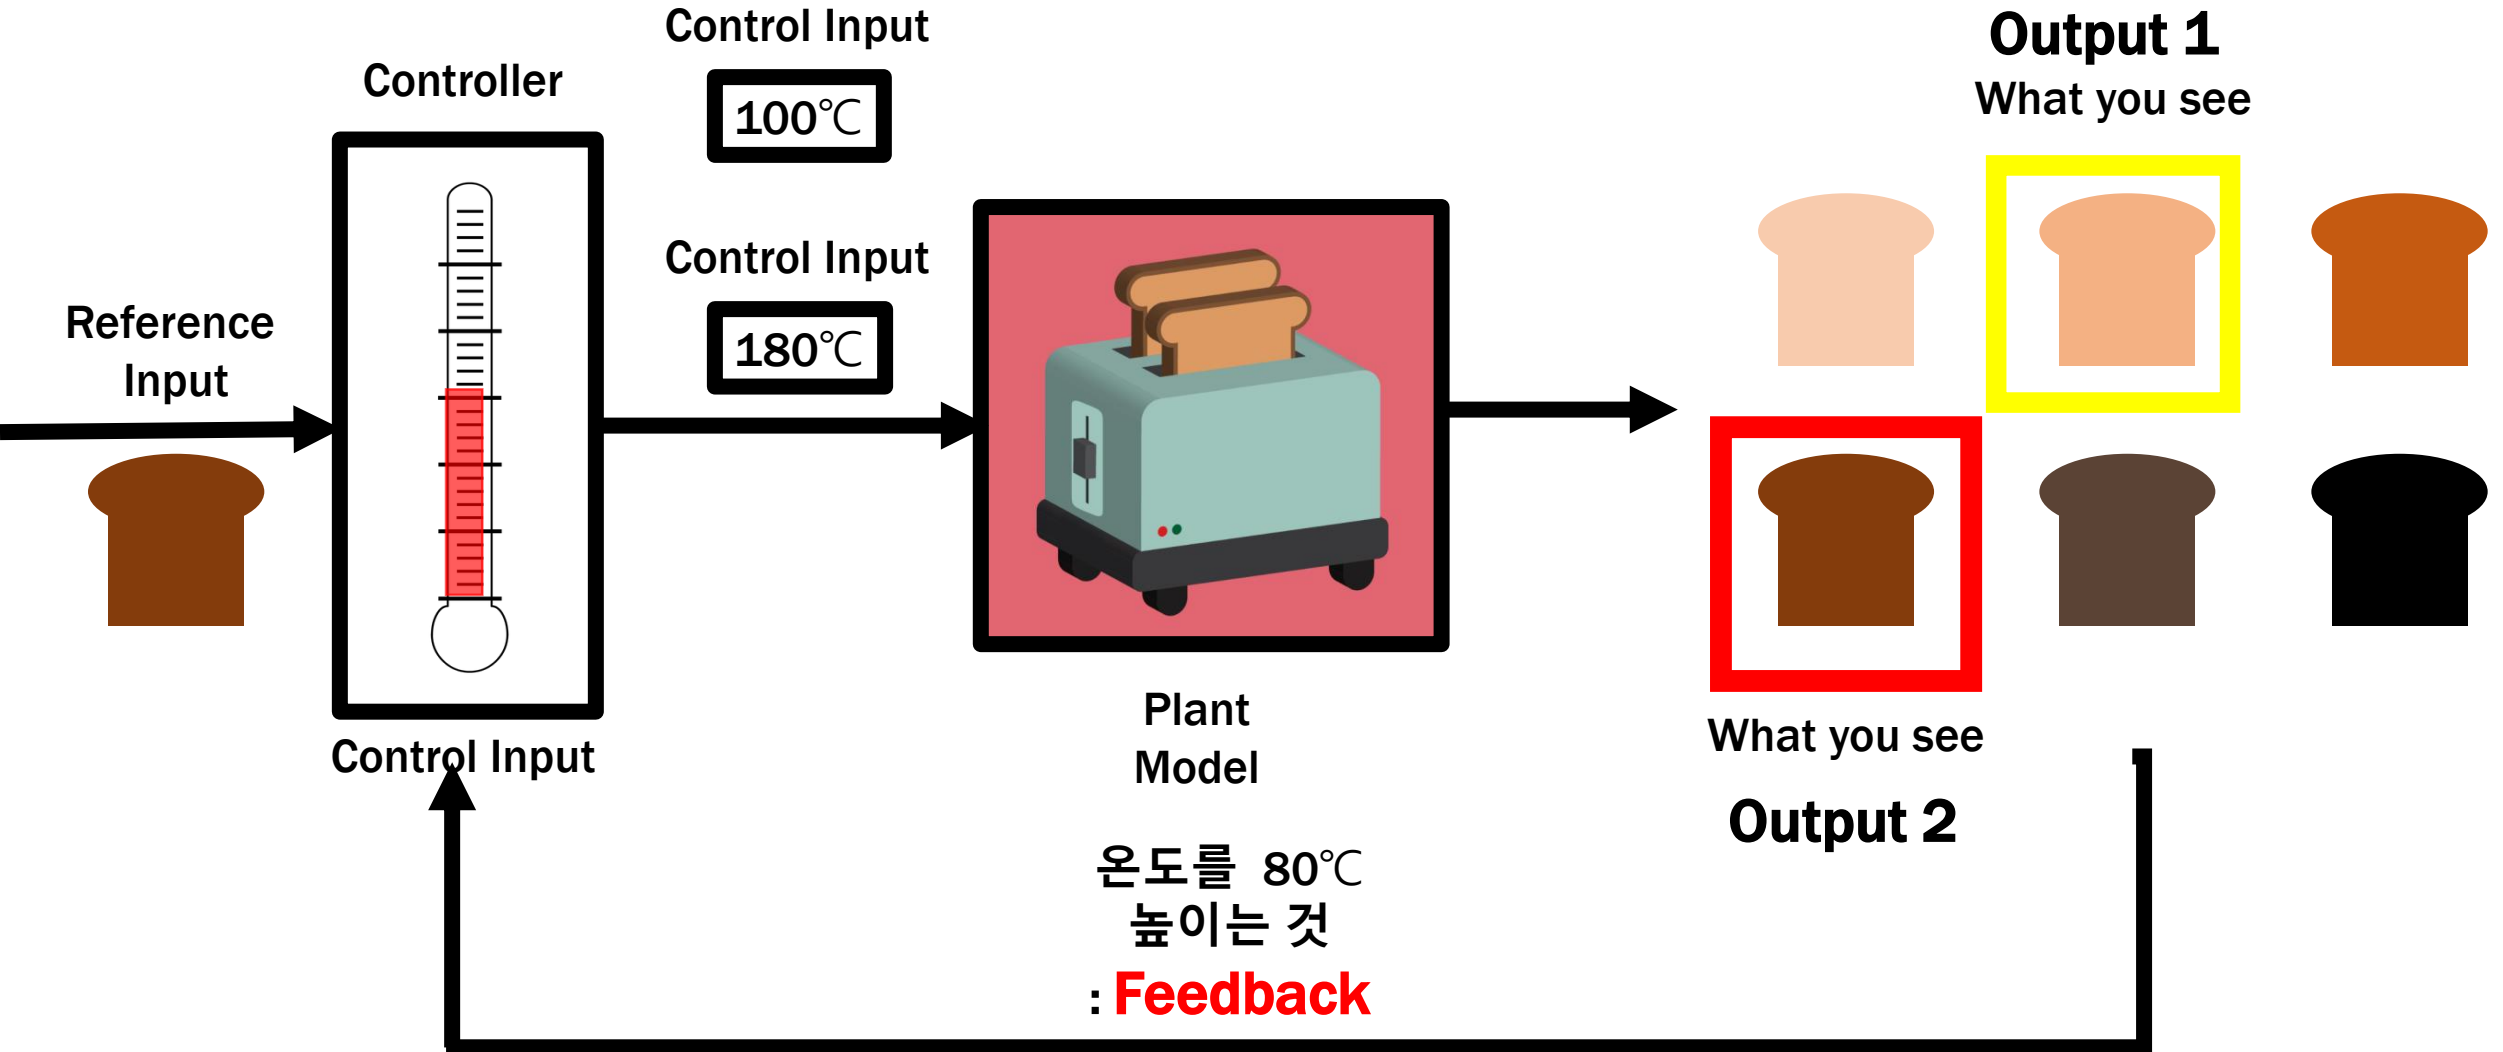 Control Input
100℃
Controller
Output 1
What you see
Control Input
180℃
Reference
Input
Control Input
Plant
Model
What you see
Output 2
온도를 80℃
높이는 것
: Feedback